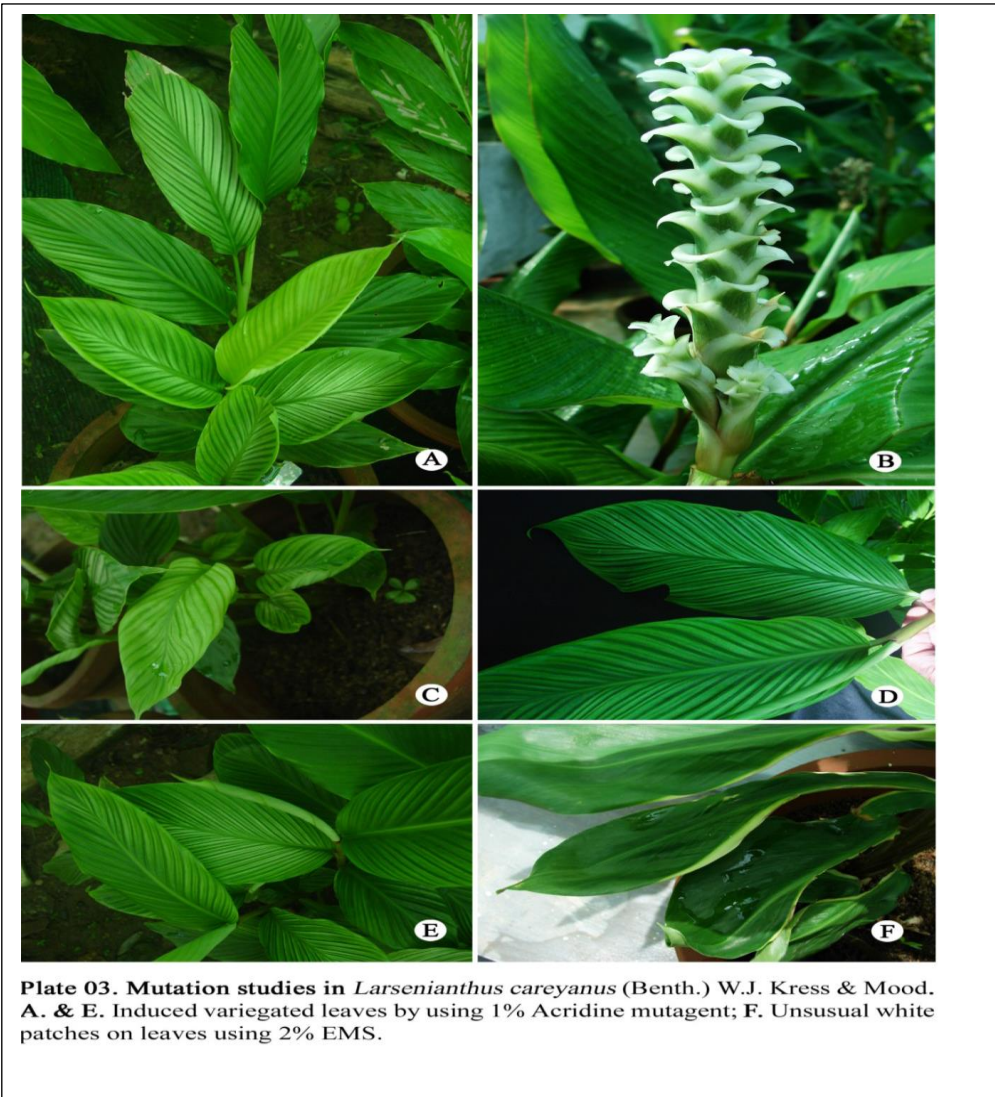 A
B
C
D
E
F
Plate 03. Mutation studies in Larsenianthus careyanus (Benth.) W.J. Kress & Mood.
A. & E. Induced variegated leaves by using 1% Acridine mutagent; F. Unsusual white
patches on leaves using 2% EMS.